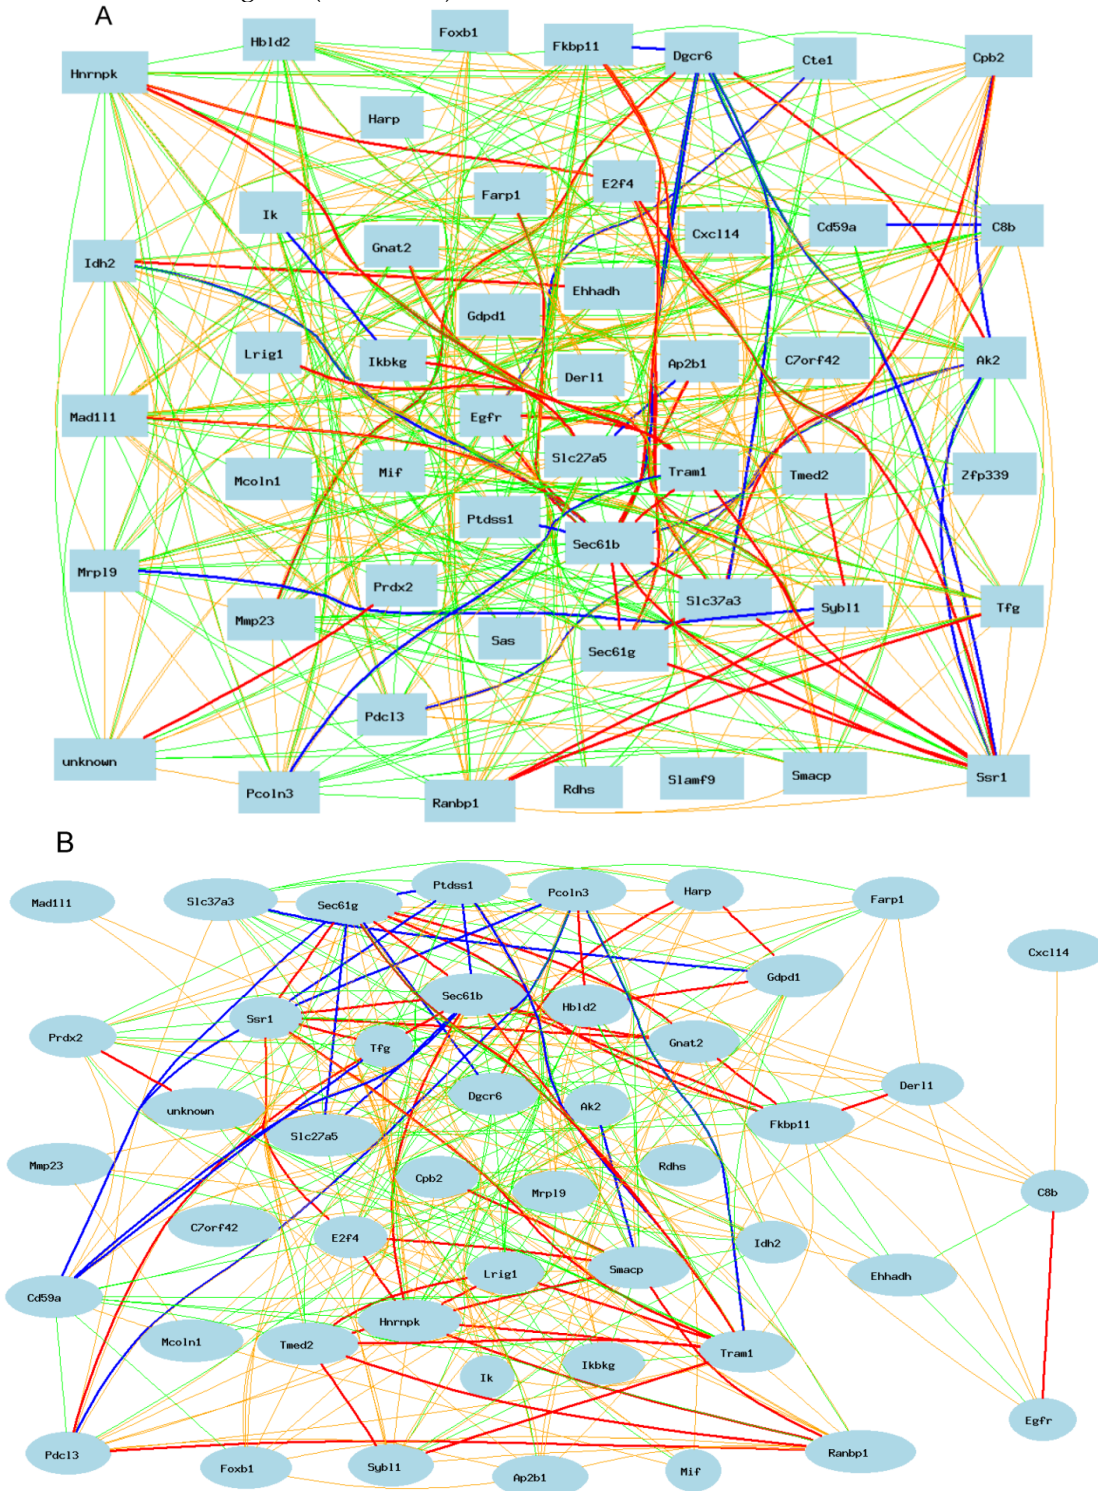 A
Hbld2
Foxb1
Fkbp11
Dgcr6
Cte1
Cpb2
Hnrnpk
Harp
Ik
Farp1
E2f4
Gnat2
Cxcl14
Cd59a
C8b
Idh2
Ehhadh
Gdpd1
Lrig1
Ikbkg
Derl1
Ap2b1
C7orf42
Ak2
Mad1l1
Egfr
Mcoln1
Mif
Slc27a5
Tram1
Tmed2
Zfp339
Ptdss1
Sec61b
Mrpl9
Mmp23
Prdx2
Sas
Slc37a3
Sybl1
Tfg
Sec61g
Pdcl3
unknown
Pcoln3
Ranbp1
Rdhs
Slamf9
Smacp
Ssr1
B
Mad1l1
Slc37a3
Sec61g
Ptdss1
Pcoln3
Harp
Farp1
Cxcl14
Gdpd1
Prdx2
Ssr1
Sec61b
Hbld2
Tfg
Gnat2
Derl1
unknown
Slc27a5
Dgcr6
Ak2
Fkbp11
Mmp23
Cpb2
Mrpl9
Rdhs
C8b
C7orf42
E2f4
Idh2
Cd59a
Lrig1
Smacp
Ehhadh
Mcoln1
Tmed2
Hnrnpk
Ik
Ikbkg
Tram1
Egfr
Pdcl3
Foxb1
Sybl1
Ap2b1
Mif
Ranbp1